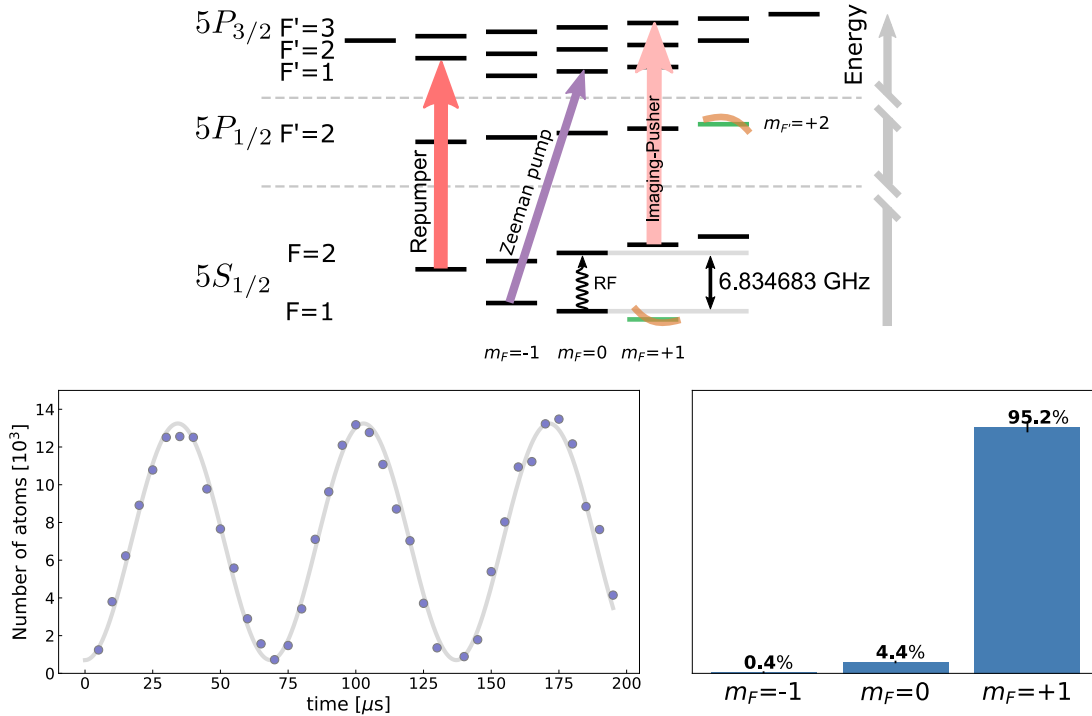 5P3/2
F'=3
F'=2
F'=1
Energy
5P1/2 F'=2
mF'=+2
Repumper
Zeeman pump
Imaging-Pusher
F=2
5S1/2
RF
6.834683 GHz
F=1
mF=-1 mF=0 mF=+1
Number of atoms [10³]
14
12
10
8
6
4
2
0
0 25 50 75 100 125 150 175 200
time [μs]
0.4% 4.4% 95.2%
mF=-1 mF=0 mF=+1